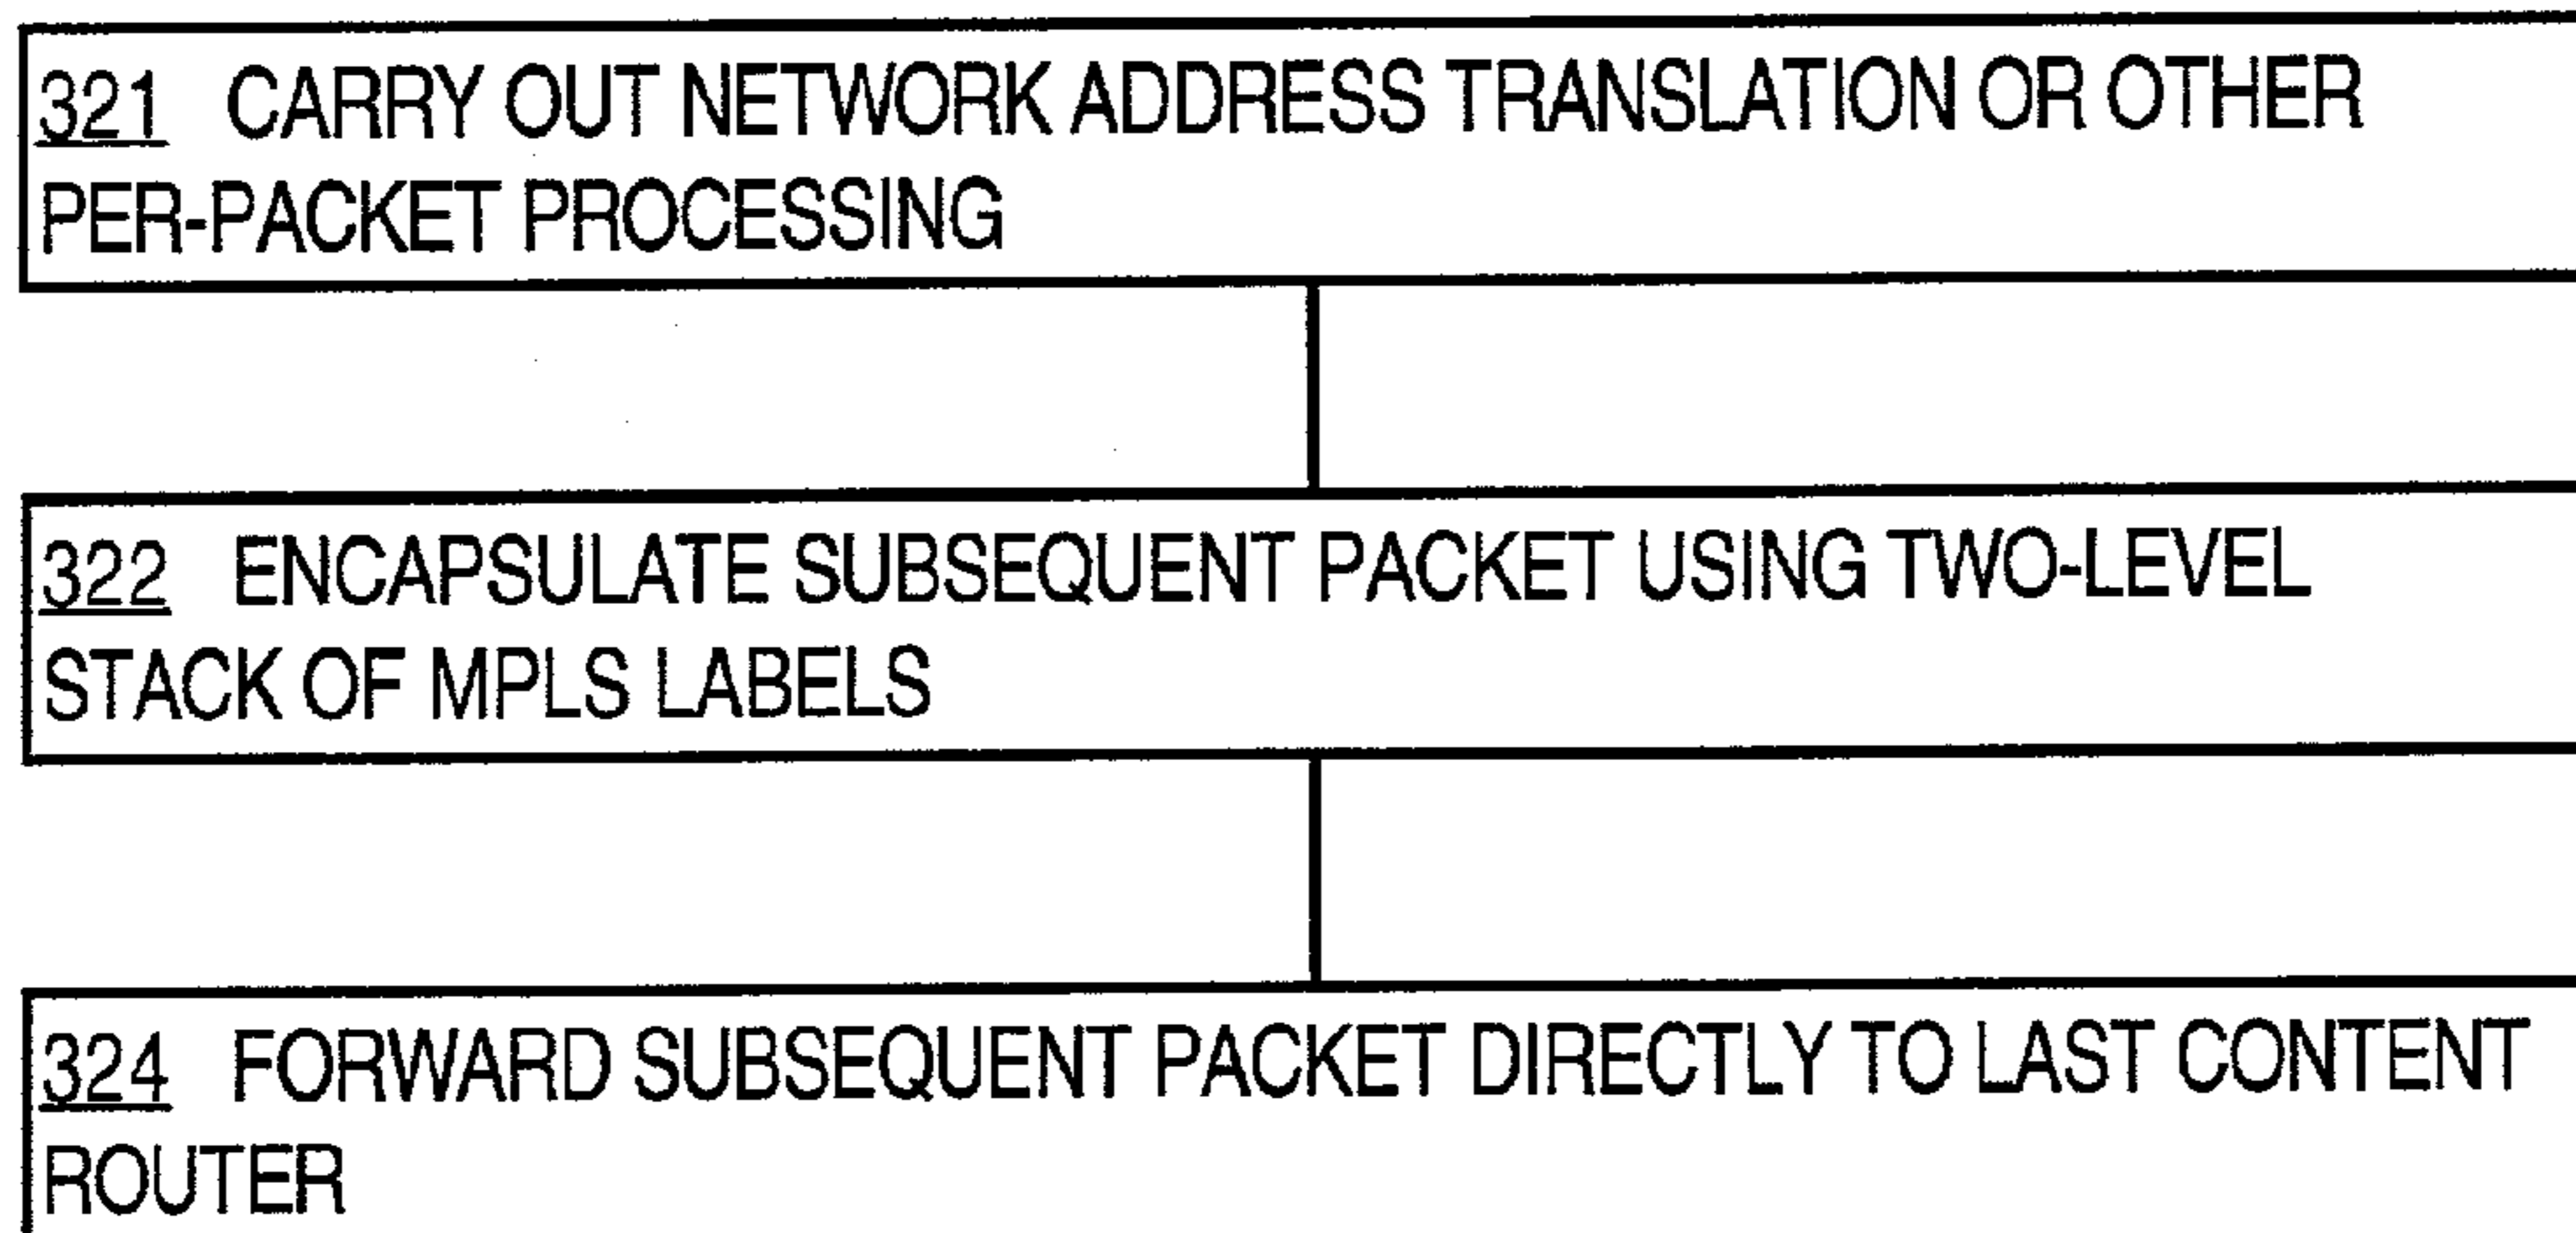 321 CARRY OUT NETWORK ADDRESS TRANSLATION OR OTHER
PER-PACKET PROCESSING
322 ENCAPSULATE SUBSEQUENT PACKET USING TWO-LEVEL
STACK OF MPLS LABELS
324 FORWARD SUBSEQUENT PACKET DIRECTLY TO LAST CONTENT
ROUTER